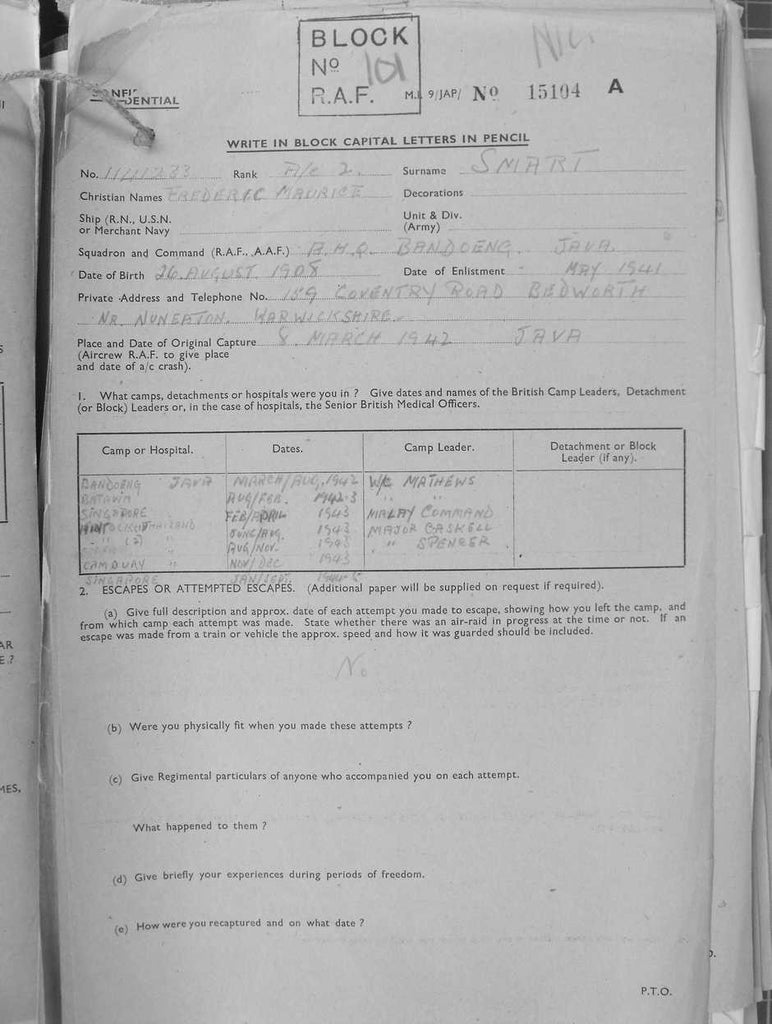 BLOCK
Nº 101
R.A.F.
CONFIDENTIAL
M.I. 9/JAP/ Nº 15104 A
WRITE IN BLOCK CAPITAL LETTERS IN PENCIL
No. Rank A/c 2. Surname SMART
Christian Names FREDERIC MAURICE Decorations
Ship (R.N., U.S.N. or Merchant Navy
Unit & Div. (Army)
Squadron and Command (R.A.F., A.A.F.) A.H.Q. BANDOENG. JAVA.
Date of Birth 26 AUGUST 1908 Date of Enlistment - MAY 1941
Private Address and Telephone No. 159 COVENTRY ROAD BEDWORTH
NR. NUNEATON. WARWICKSHIRE.
Place and Date of Original Capture 8. MARCH 1942 JAVA
(Aircrew R.A.F. to give place
and date of a/c crash).
1. What camps, detachments or hospitals were you in ? Give dates and names of the British Camp Leaders, Detachment
(or Block) Leaders or, in the case of hospitals, the Senior British Medical Officers.
Camp or Hospital. Dates. Camp Leader. Detachment or Block
Leader (if any).
BANDOENG JAVA MARCH/AUG. 1942 W/C MATHEWS
BATAVIA " AUG/FEB. 1942-3 " "
SINGAPORE FEB/APRIL 1943 MALAY COMMAND
THAILAND JUNE/AUG. 1943 MAJOR GASKELL
" (2) " AUG/NOV. 1943 " SPENCER
" NOV/DEC 1943
SINGAPORE JAN/SEPT.
2. ESCAPES OR ATTEMPTED ESCAPES. (Additional paper will be supplied on request if required).
(a) Give full description and approx. date of each attempt you made to escape, showing how you left the camp, and
from which camp each attempt was made. State whether there was an air-raid in progress at the time or not. If an
escape was made from a train or vehicle the approx. speed and how it was guarded should be included.
No
(b) Were you physically fit when you made these attempts ?
(c) Give Regimental particulars of anyone who accompanied you on each attempt.
What happened to them ?
(d) Give briefly your experiences during periods of freedom.
(e) How were you recaptured and on what date ?
P.T.O.